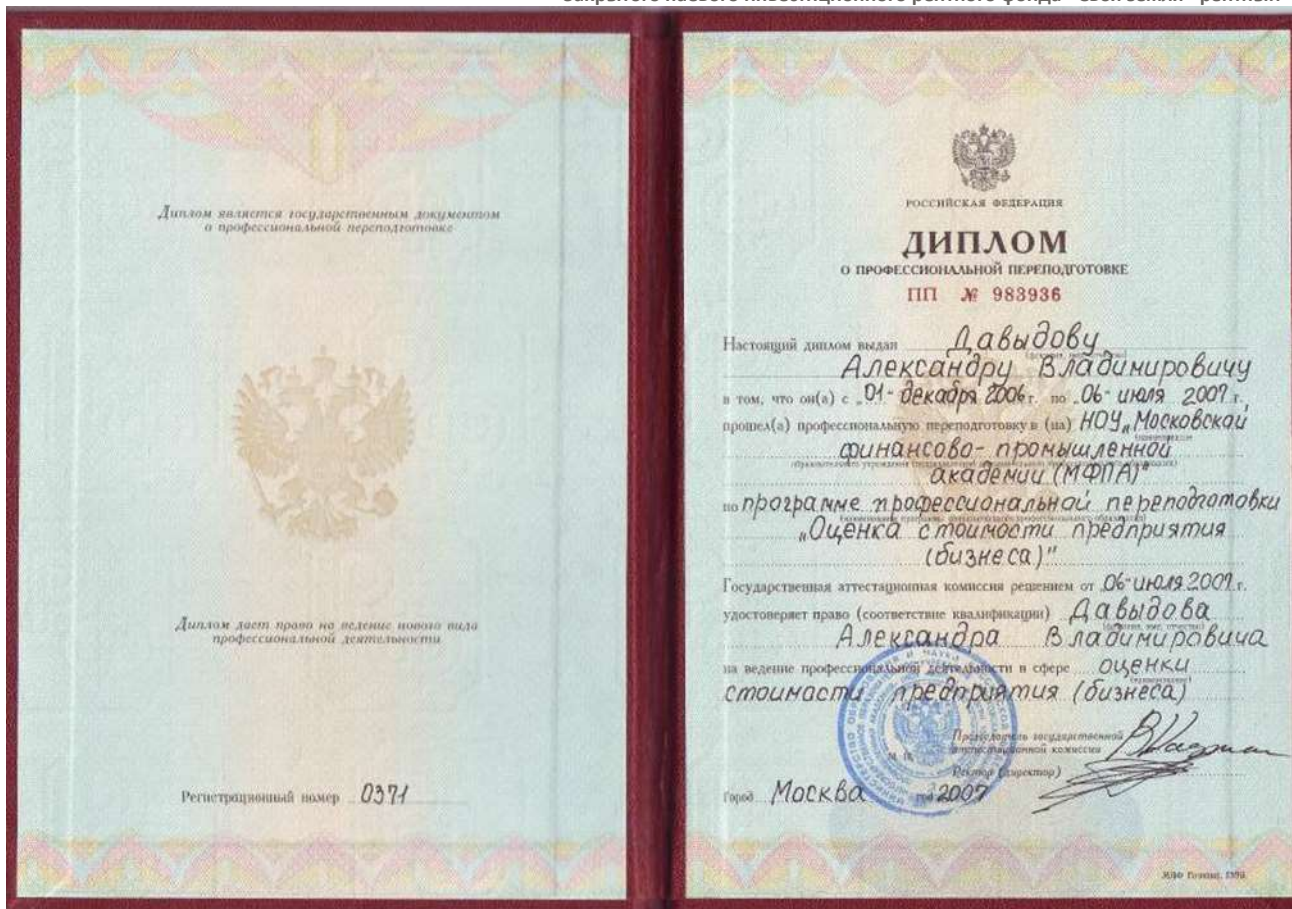 Диплом является государственным документом
о профессиональной переподготовке
Диплом дает право на ведение нового вида
профессиональной деятельности
Регистрационный номер 0371
РОССИЙСКАЯ ФЕДЕРАЦИЯ
ДИПЛОМ
О ПРОФЕССИОНАЛЬНОЙ ПЕРЕПОДГОТОВКЕ
ПП № 983936
Настоящий диплом выдан Давыдову
Александру Владимировичу
в том, что он(а) с „01“ декабря 2006 г. по „06“ июля 2007 г.
прошел(а) профессиональную переподготовку в (на) НОУ „Московской
финансово-промышленной
академии (МФПА)"
по программе профессиональной переподготовки
„Оценка стоимости предприятия
(бизнеса)"
Государственная аттестационная комиссия решением от „06“ июля 2007 г.
удостоверяет право (соответствие квалификации) Давыдова
Александра Владимировича
на ведение профессиональной деятельности в сфере оценки
стоимости предприятия (бизнеса)
Председатель государственной
аттестационной комиссии
Ректор (директор)
Город Москва год 2007